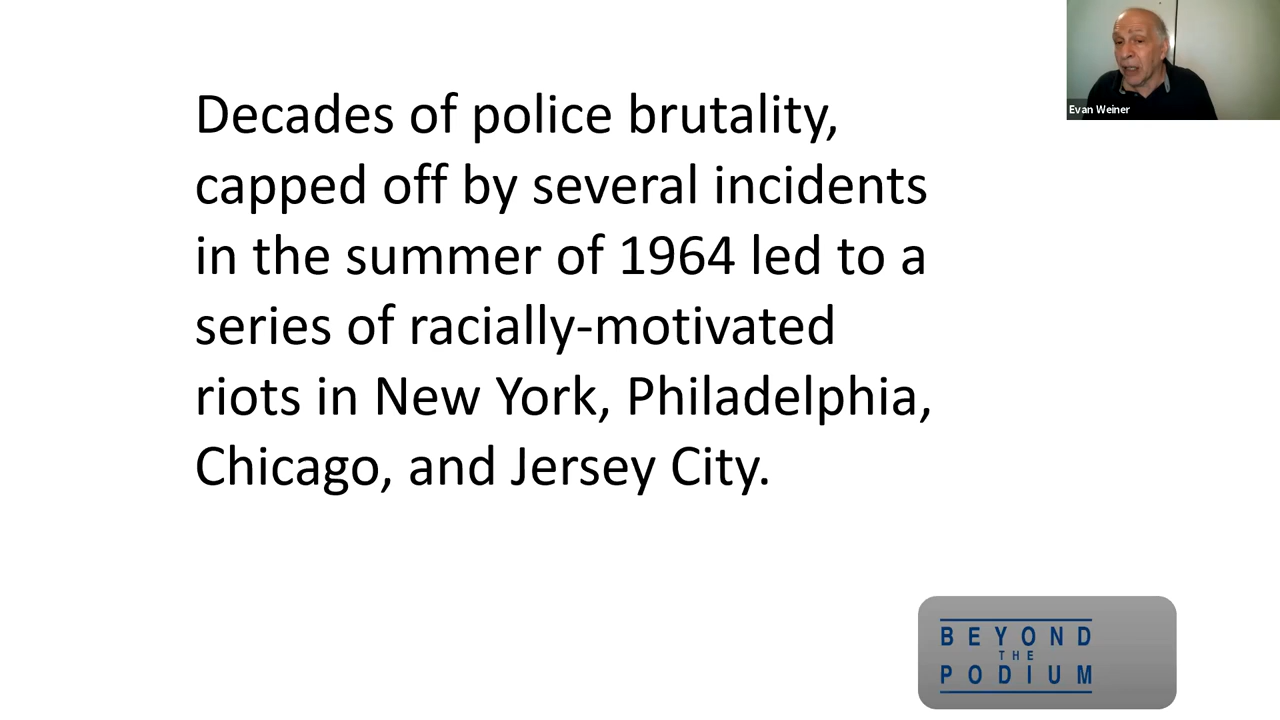 Decades of police brutality,
capped off by several incidents
in the summer of 1964 led to a
series of racially-motivated
riots in New York, Philadelphia,
Chicago, and Jersey City.
Evan Weiner
BEYOND
THE
PODIUM